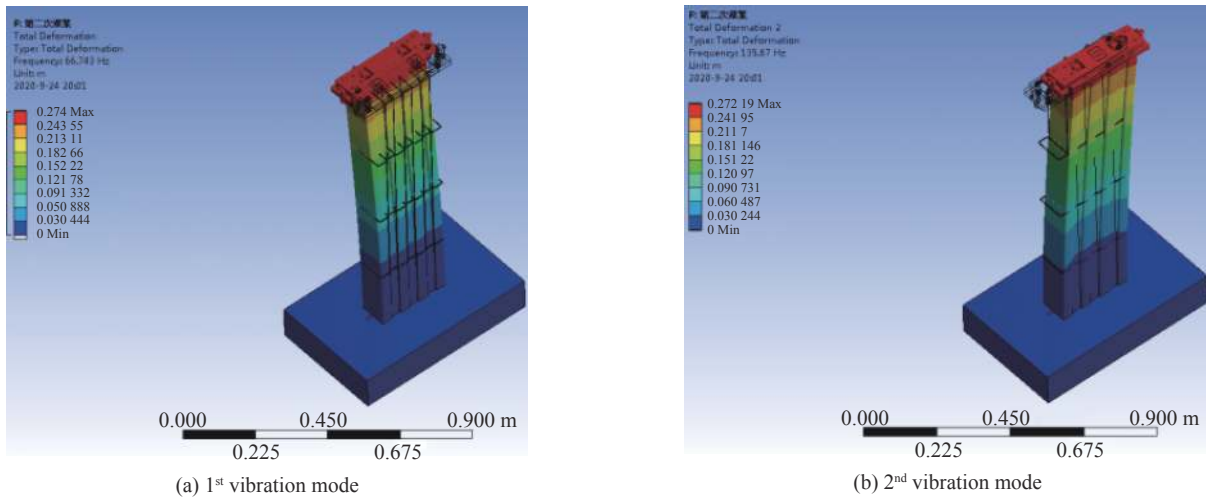 R: 第二次液泵
Total Deformation
Type: Total Deformation
Frequency: 66.743 Hz
Unit: m
2020-9-24 20:01
0.274 Max
0.243 55
0.213 11
0.182 66
0.152 22
0.121 78
0.091 332
0.050 888
0.030 444
0 Min
0.000 0.450 0.900 m
0.225 0.675
(a) 1st vibration mode
Total Deformation 2
Type: Total Deformation
Frequency: 135.67 Hz
Unit: m
2020-9-24 20:01
0.272 19 Max
0.241 95
0.211 7
0.181 146
0.151 22
0.120 97
0.090 731
0.060 487
0.030 244
0 Min
0.000 0.450 0.900 m
0.225 0.675
(b) 2nd vibration mode